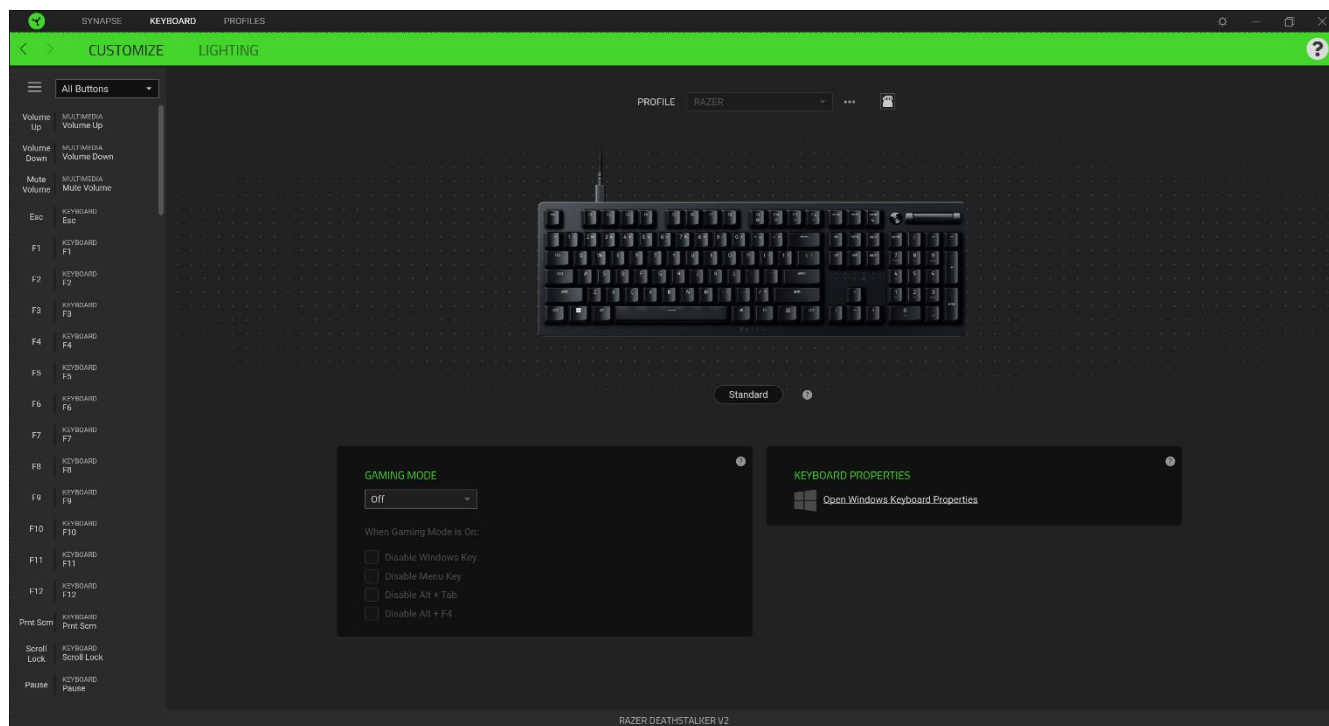 SYNAPSE KEYBOARD PROFILES
CUSTOMIZE LIGHTING
?
All Buttons
PROFILE RAZER
Volume Up MULTIMEDIA
Volume Up
Volume Down MULTIMEDIA
Volume Down
Mute Volume MULTIMEDIA
Mute Volume
Esc KEYBOARD
Esc
F1 KEYBOARD
F1
F2 KEYBOARD
F2
F3 KEYBOARD
F3
F4 KEYBOARD
F4
F5 KEYBOARD
F5
F6 KEYBOARD
F6
F7 KEYBOARD
F7
F8 KEYBOARD
F8
F9 KEYBOARD
F9
F10 KEYBOARD
F10
F11 KEYBOARD
F11
F12 KEYBOARD
F12
Prnt Scrn KEYBOARD
Prnt Scrn
Scroll Lock KEYBOARD
Scroll Lock
Pause KEYBOARD
Pause
RAZER
Standard ?
GAMING MODE ?
Off
When Gaming Mode is On:
Disable Windows Key
Disable Menu Key
Disable Alt + Tab
Disable Alt + F4
KEYBOARD PROPERTIES ?
Open Windows Keyboard Properties
RAZER DEATHSTALKER V2